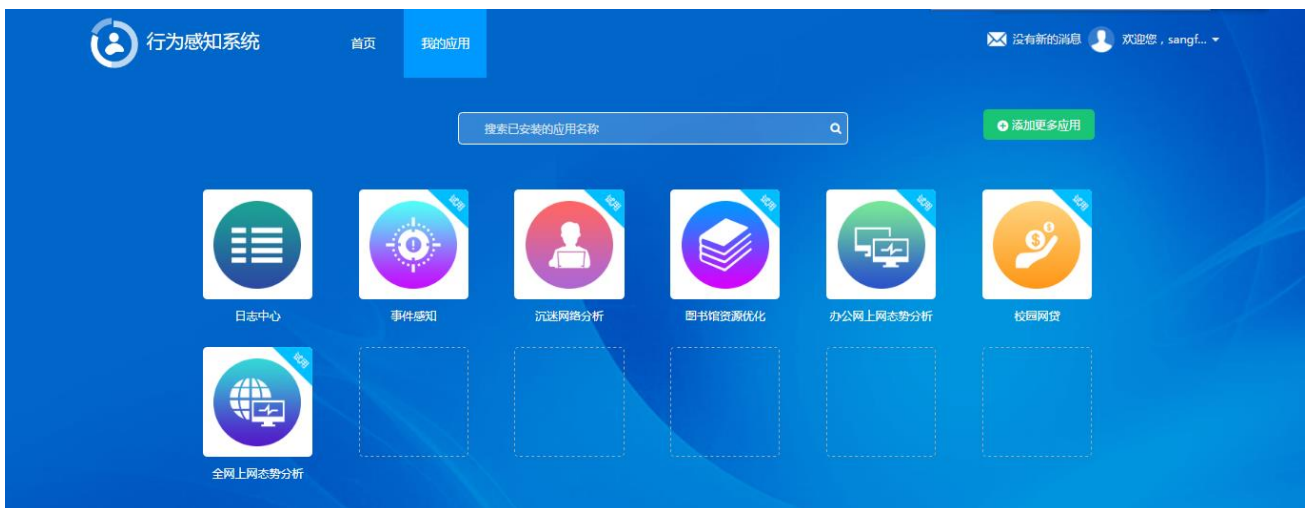 行为感知系统
首页
我的应用
没有新的消息
欢迎您，sangf...
搜索已安装的应用名称
添加更多应用
试用
试用
试用
试用
试用
日志中心
事件感知
沉迷网络分析
图书馆资源优化
办公网上网态势分析
校园网贷
试用
全网上网态势分析